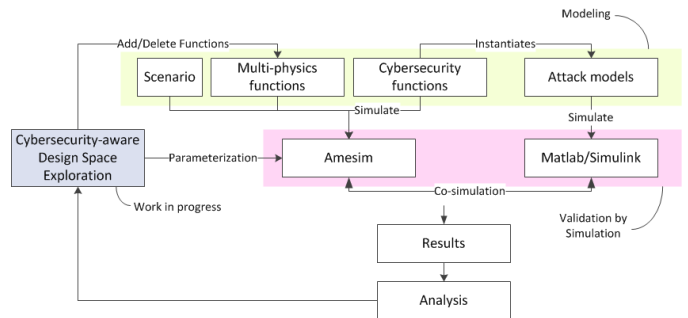 Modeling
Add/Delete Functions
Instantiates
Scenario
Multi-physics
functions
Cybersecurity
functions
Attack models
Simulate
Simulate
Cybersecurity-aware
Design Space
Exploration
Parameterization
Amesim
Matlab/Simulink
Co-simulation
Work in progress
Validation by
Simulation
Results
Analysis